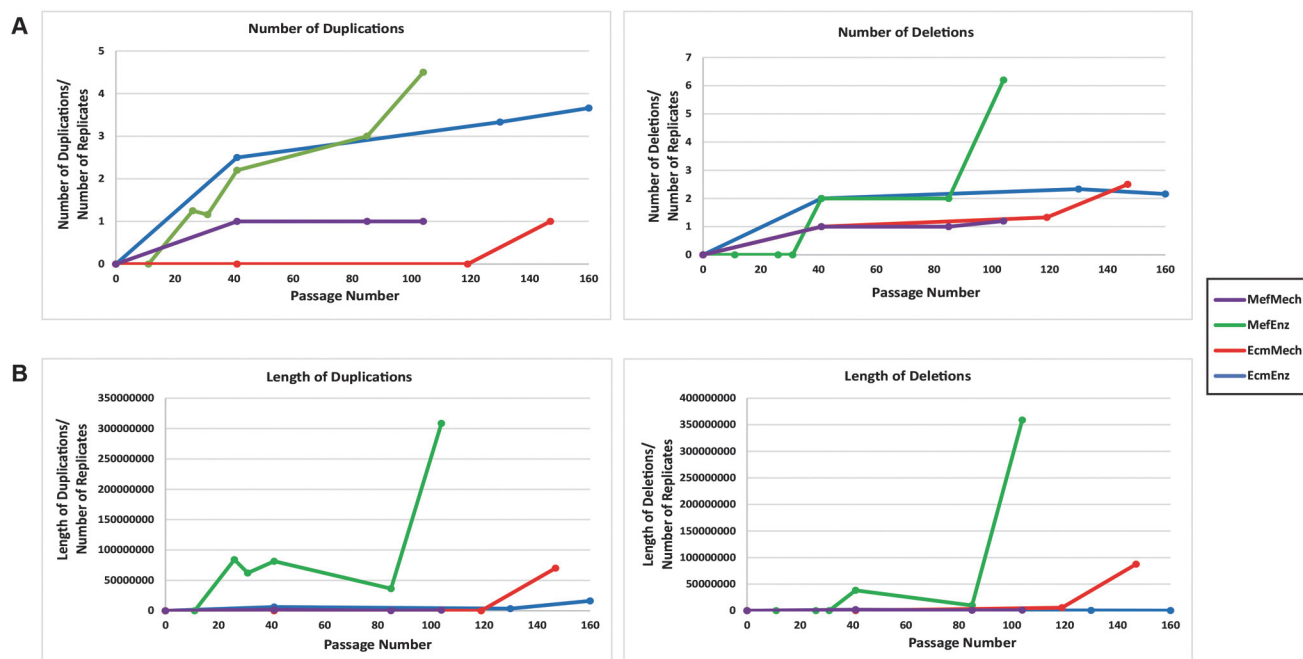 A
Number of Duplications
Number of Duplications/
Number of Replicates
5
4
3
2
1
0
0 20 40 60 80 100 120 140 160
Passage Number
Number of Deletions
Number of Deletions/
Number of Replicates
7
6
5
4
3
2
1
0
0 20 40 60 80 100 120 140 160
Passage Number
MefMech
MefEnz
EcmMech
EcmEnz
B
Length of Duplications
Length of Duplications/
Number of Replicates
350000000
300000000
250000000
200000000
150000000
100000000
50000000
0
0 20 40 60 80 100 120 140 160
Passage Number
Length of Deletions
Length of Deletions/
Number of Replicates
400000000
350000000
300000000
250000000
200000000
150000000
100000000
50000000
0
0 20 40 60 80 100 120 140 160
Passage Number